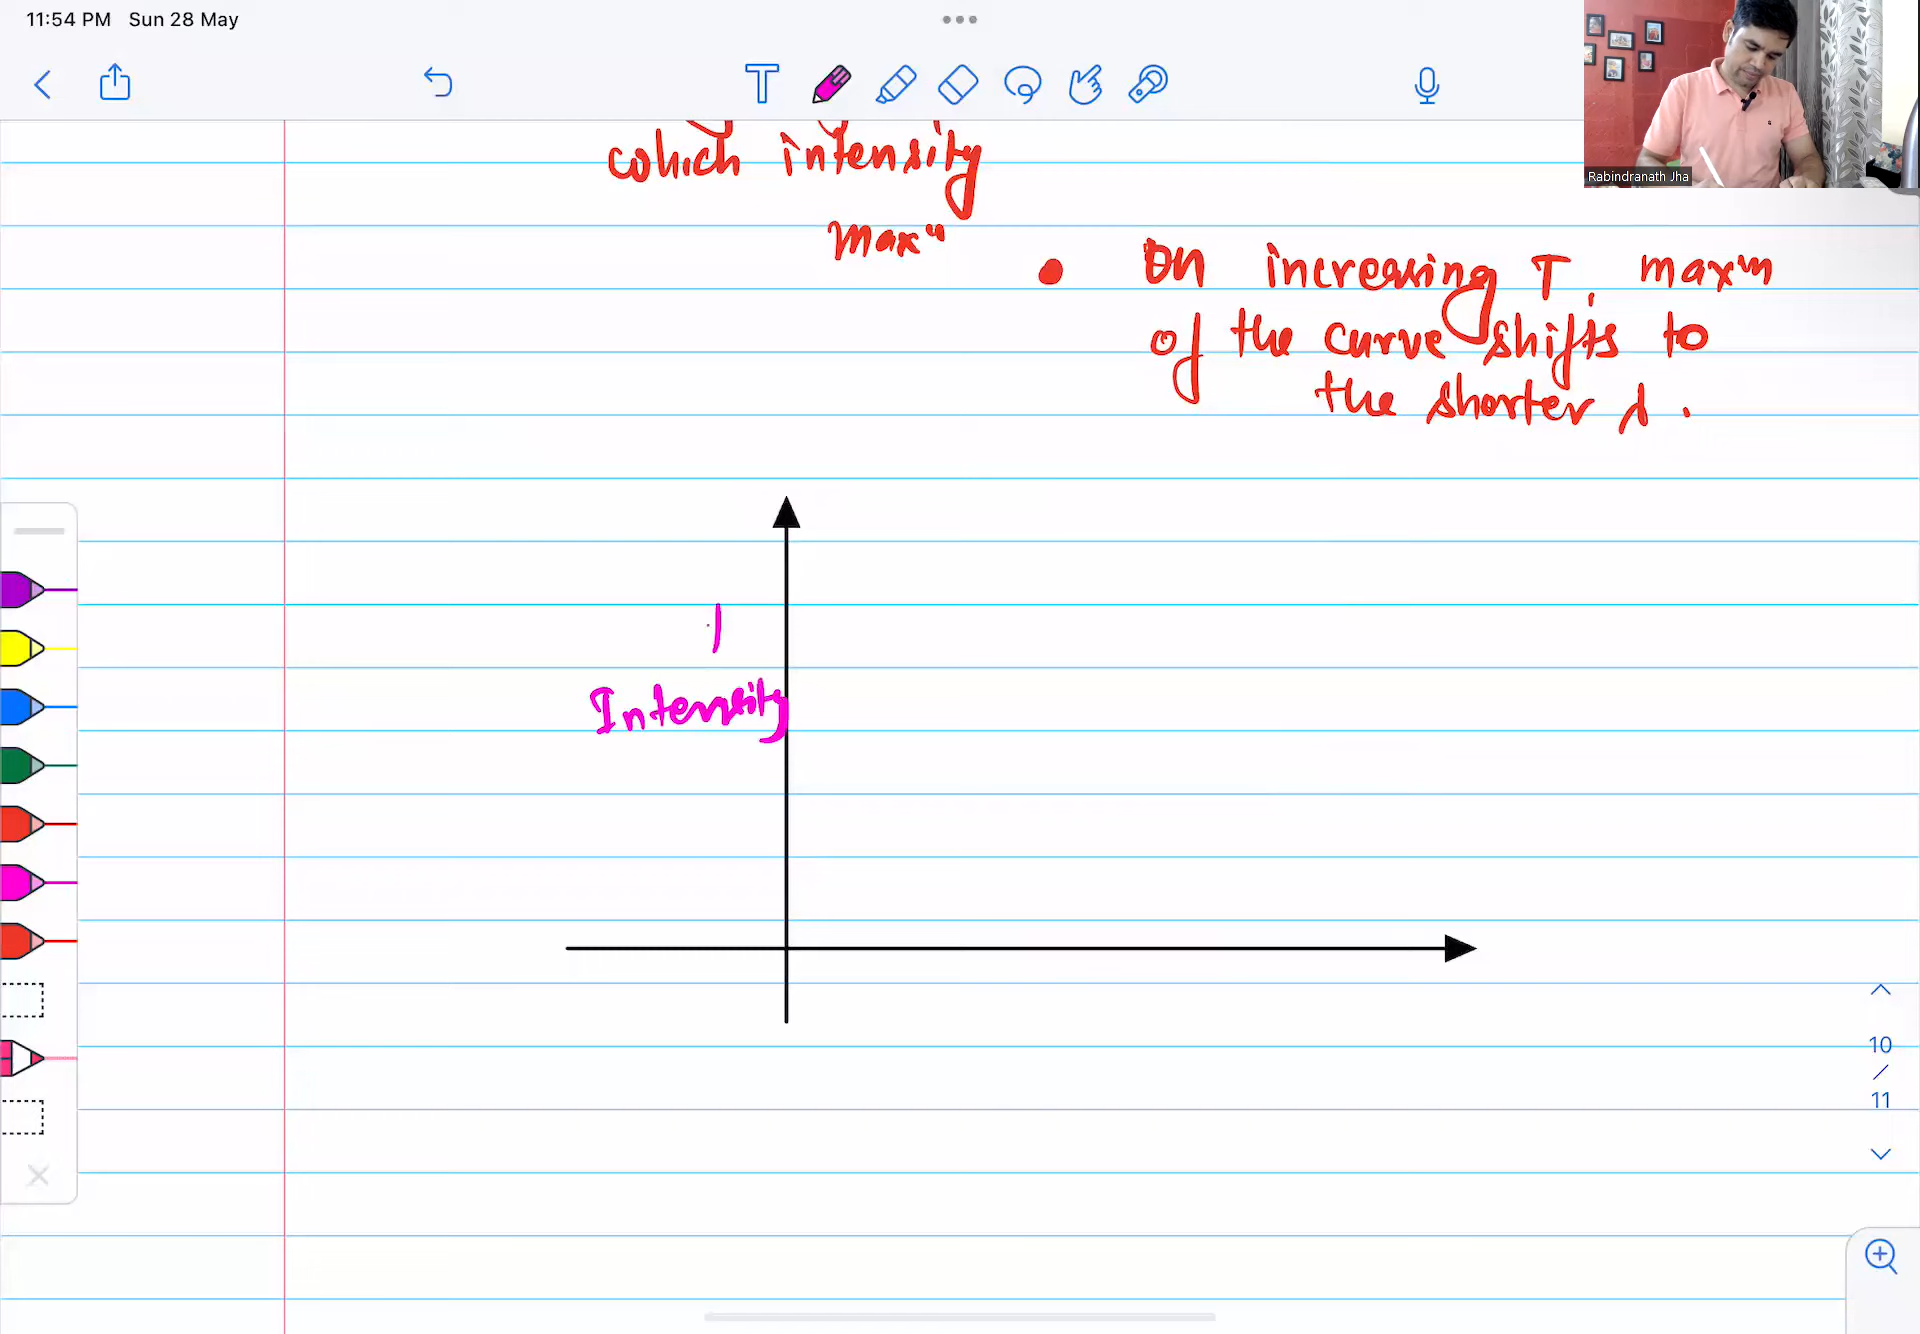 11:54 PM Sun 28 May
T
Rabindranath Jha
which intensity
max^m
• On increasing T, max^m
of the curve shifts to
the shorter λ.
Intensity
10
/
11